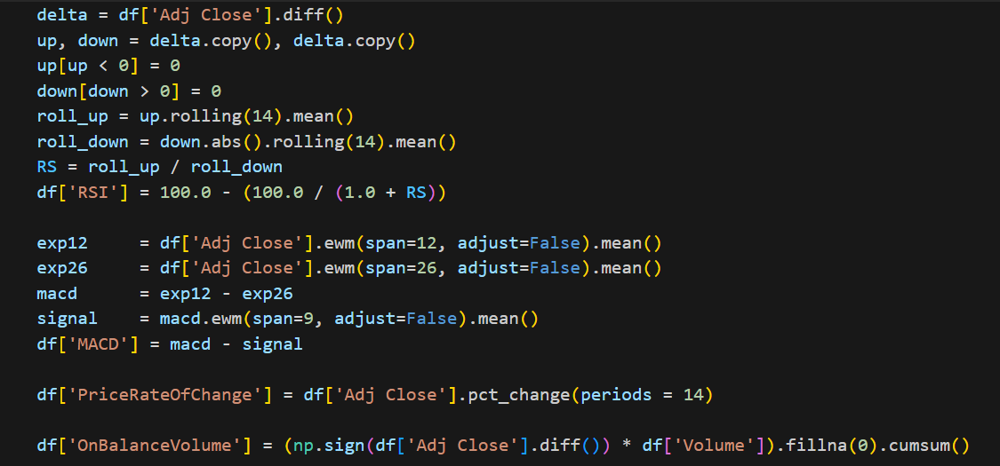 delta = df['Adj Close'].diff()
up, down = delta.copy(), delta.copy()
up[up < 0] = 0
down[down > 0] = 0
roll_up = up.rolling(14).mean()
roll_down = down.abs().rolling(14).mean()
RS = roll_up / roll_down
df['RSI'] = 100.0 - (100.0 / (1.0 + RS))

exp12     = df['Adj Close'].ewm(span=12, adjust=False).mean()
exp26     = df['Adj Close'].ewm(span=26, adjust=False).mean()
macd      = exp12 - exp26
signal    = macd.ewm(span=9, adjust=False).mean()
df['MACD'] = macd - signal

df['PriceRateOfChange'] = df['Adj Close'].pct_change(periods = 14)

df['OnBalanceVolume'] = (np.sign(df['Adj Close'].diff()) * df['Volume']).fillna(0).cumsum()